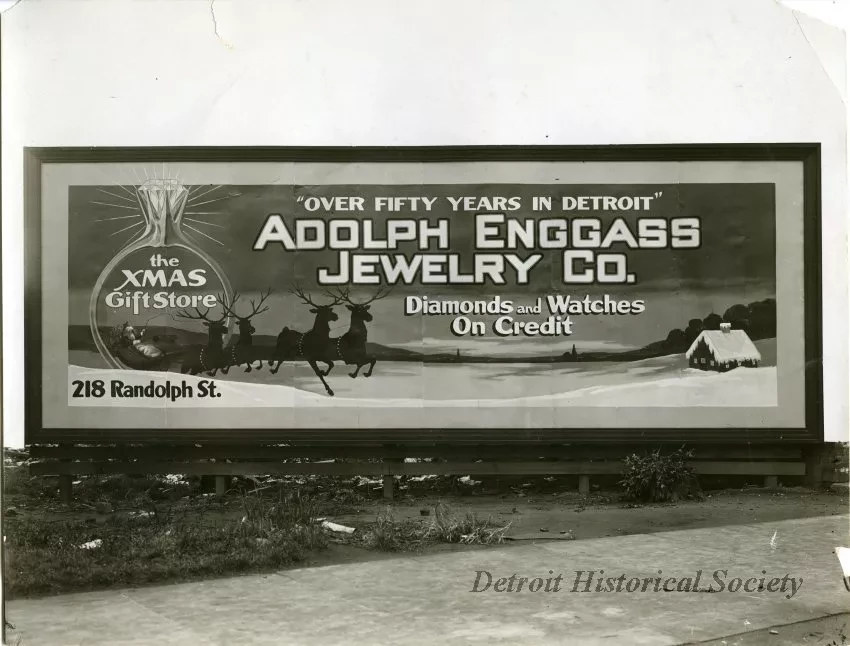 "OVER FIFTY YEARS IN DETROIT"
ADOLPH ENGGASS
JEWELRY CO.
the
XMAS
Gift Store
Diamonds and Watches
On Credit
218 Randolph St.
Detroit Historical Society